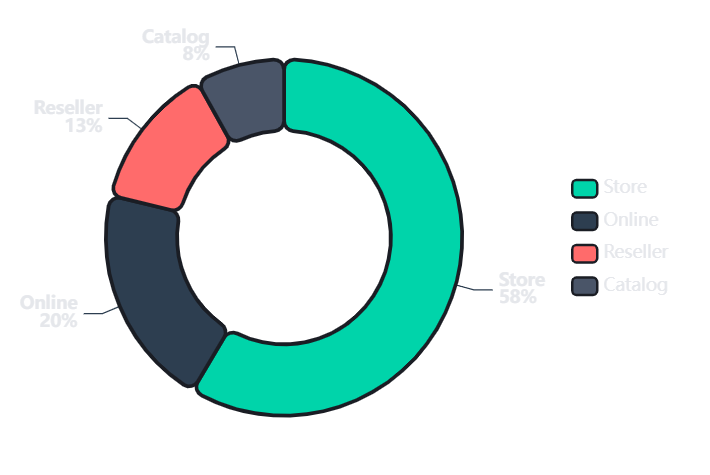 Catalog
8%
Reseller
13%
Online
20%
Store
58%
Store
Online
Reseller
Catalog